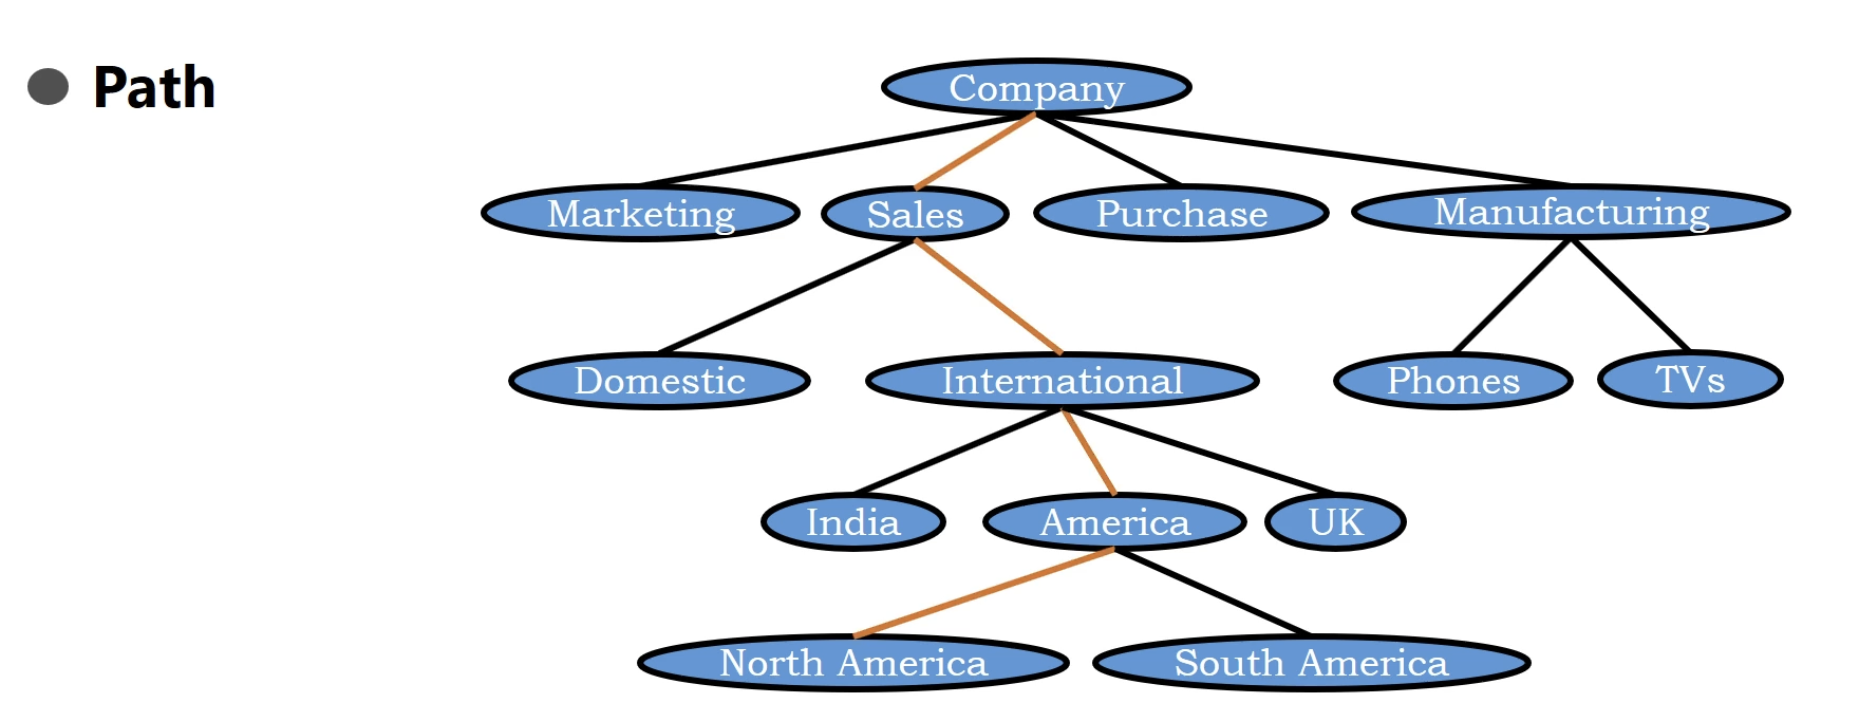 Path
Company
Marketing
Sales
Purchase
Manufacturing
Domestic
International
Phones
TVs
India
America
UK
North America
South America